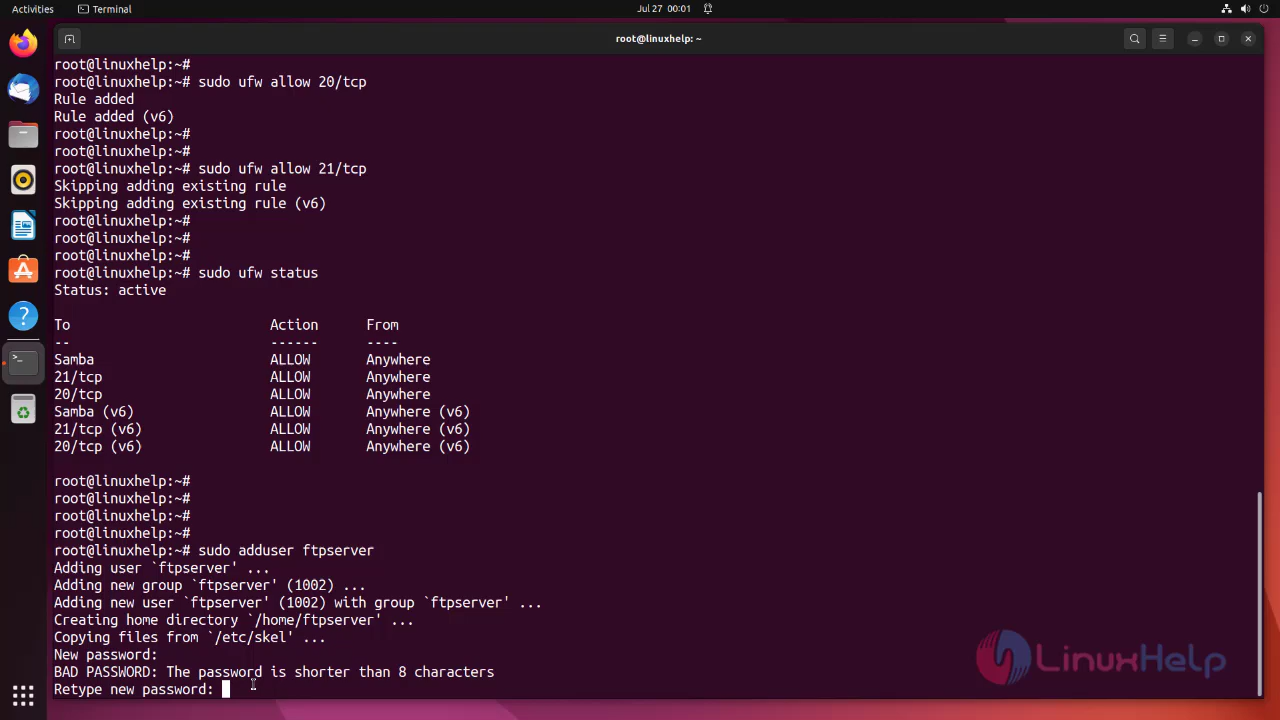 Activities
Terminal
Jul 27 00:01
root@linuxhelp: ~
root@linuxhelp:~#
root@linuxhelp:~# sudo ufw allow 20/tcp
Rule added
Rule added (v6)
root@linuxhelp:~#
root@linuxhelp:~#
root@linuxhelp:~# sudo ufw allow 21/tcp
Skipping adding existing rule
Skipping adding existing rule (v6)
root@linuxhelp:~#
root@linuxhelp:~#
root@linuxhelp:~#
root@linuxhelp:~# sudo ufw status
Status: active
To Action From
-- ------ ----
Samba ALLOW Anywhere
21/tcp ALLOW Anywhere
20/tcp ALLOW Anywhere
Samba (v6) ALLOW Anywhere (v6)
21/tcp (v6) ALLOW Anywhere (v6)
20/tcp (v6) ALLOW Anywhere (v6)
root@linuxhelp:~#
root@linuxhelp:~#
root@linuxhelp:~#
root@linuxhelp:~#
root@linuxhelp:~# sudo adduser ftpserver
Adding user `ftpserver' ...
Adding new group `ftpserver' (1002) ...
Adding new user `ftpserver' (1002) with group `ftpserver' ...
Creating home directory `/home/ftpserver' ...
Copying files from `/etc/skel' ...
New password:
BAD PASSWORD: The password is shorter than 8 characters
Retype new password:
LinuxHelp